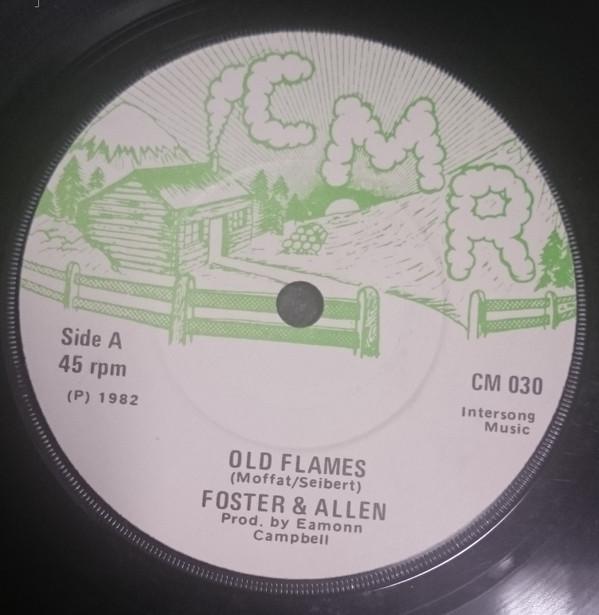 CMR
Side A
45 rpm
(P) 1982
CM 030
Intersong
Music
OLD FLAMES
(Moffat/Seibert)
FOSTER & ALLEN
Prod. by Eamonn
Campbell